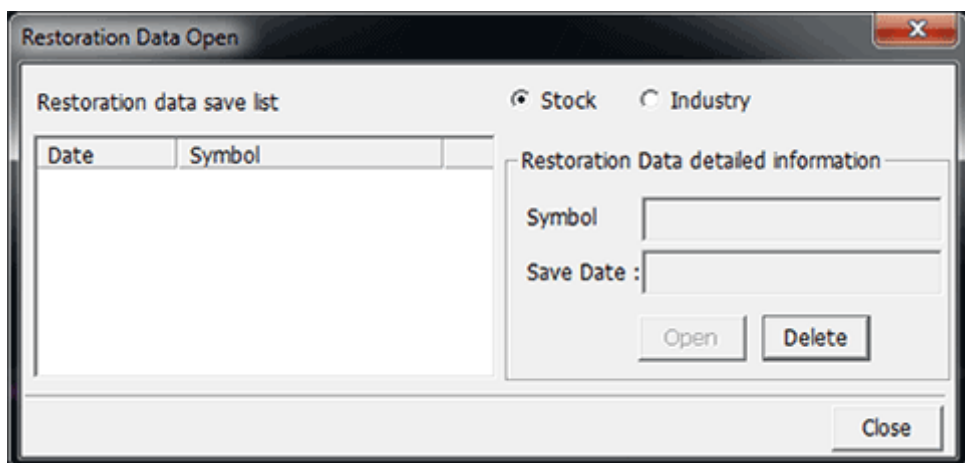 Restoration Data Open
Restoration data save list
Stock Industry
Date Symbol
Restoration Data detailed information
Symbol
Save Date :
Open Delete
Close